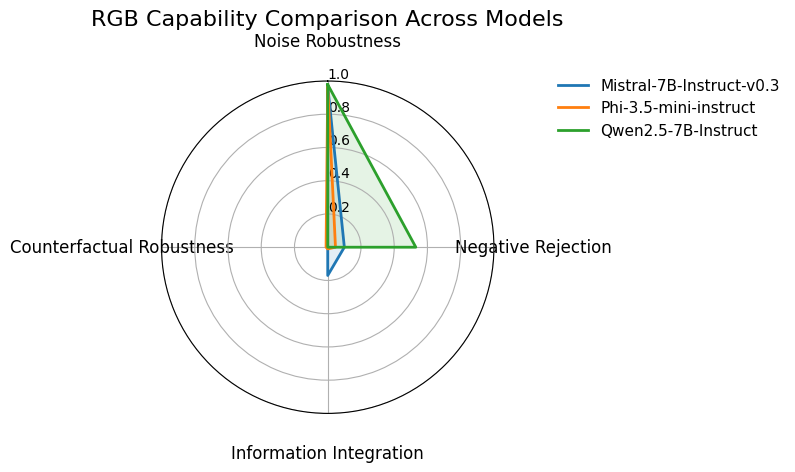 RGB Capability Comparison Across Models
Noise Robustness
1.0
0.8
0.6
0.4
0.2
Mistral-7B-Instruct-v0.3
Phi-3.5-mini-instruct
Qwen2.5-7B-Instruct
Counterfactual Robustness
Negative Rejection
Information Integration